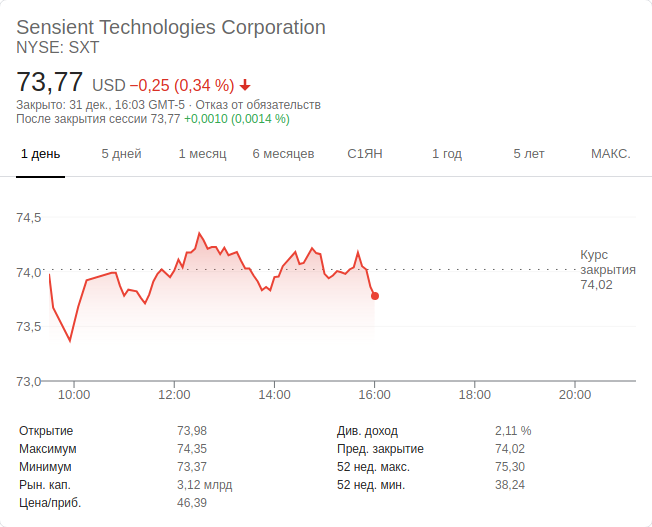 Sensient Technologies Corporation
NYSE: SXT
73,77 USD −0,25 (0,34 %)
Закрыто: 31 дек., 16:03 GMT-5 · Отказ от обязательств
После закрытия сессии 73,77 +0,0010 (0,0014 %)
1 день 5 дней 1 месяц 6 месяцев С1ЯН 1 год 5 лет МАКС.
74,5
74,0
73,5
73,0
Курс
закрытия
74,02
10:00 12:00 14:00 16:00 18:00 20:00
Открытие 73,98 Див. доход 2,11 %
Максимум 74,35 Пред. закрытие 74,02
Минимум 73,37 52 нед. макс. 75,30
Рын. кап. 3,12 млрд 52 нед. мин. 38,24
Цена/приб. 46,39